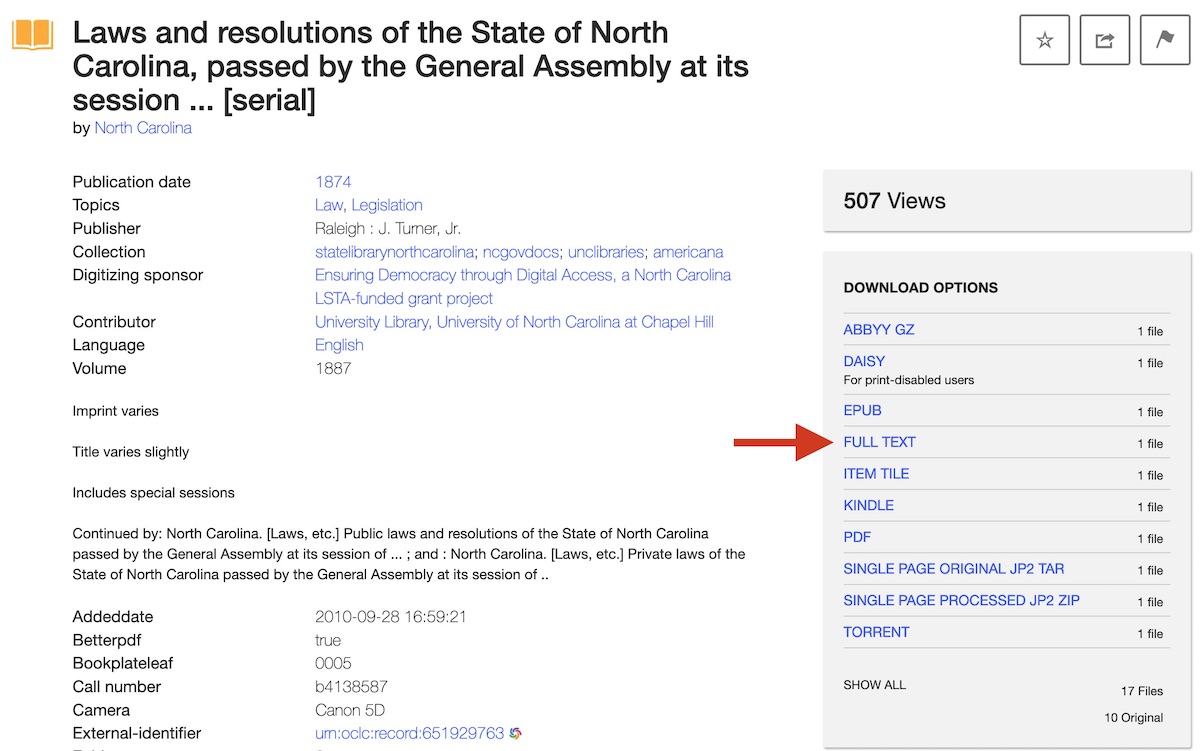 Laws and resolutions of the State of North
Carolina, passed by the General Assembly at its
session ... [serial]
by North Carolina
Publication date 1874
Topics Law, Legislation
Publisher Raleigh : J. Turner, Jr.
Collection statelibrarynorthcarolina; ncgovdocs; unclibraries; americana
Digitizing sponsor Ensuring Democracy through Digital Access, a North Carolina
LSTA-funded grant project
Contributor University Library, University of North Carolina at Chapel Hill
Language English
Volume 1887
Imprint varies
Title varies slightly
Includes special sessions
Continued by: North Carolina. [Laws, etc.] Public laws and resolutions of the State of North Carolina
passed by the General Assembly at its session of ... ; and : North Carolina. [Laws, etc.] Private laws of the
State of North Carolina passed by the General Assembly at its session of ..
Addeddate 2010-09-28 16:59:21
Betterpdf true
Bookplateleaf 0005
Call number b4138587
Camera Canon 5D
External-identifier urn:oclc:record:651929763
507 Views
DOWNLOAD OPTIONS
ABBYY GZ 1 file
DAISY 1 file
For print-disabled users
EPUB 1 file
FULL TEXT 1 file
ITEM TILE 1 file
KINDLE 1 file
PDF 1 file
SINGLE PAGE ORIGINAL JP2 TAR 1 file
SINGLE PAGE PROCESSED JP2 ZIP 1 file
TORRENT 1 file
SHOW ALL 17 Files
10 Original